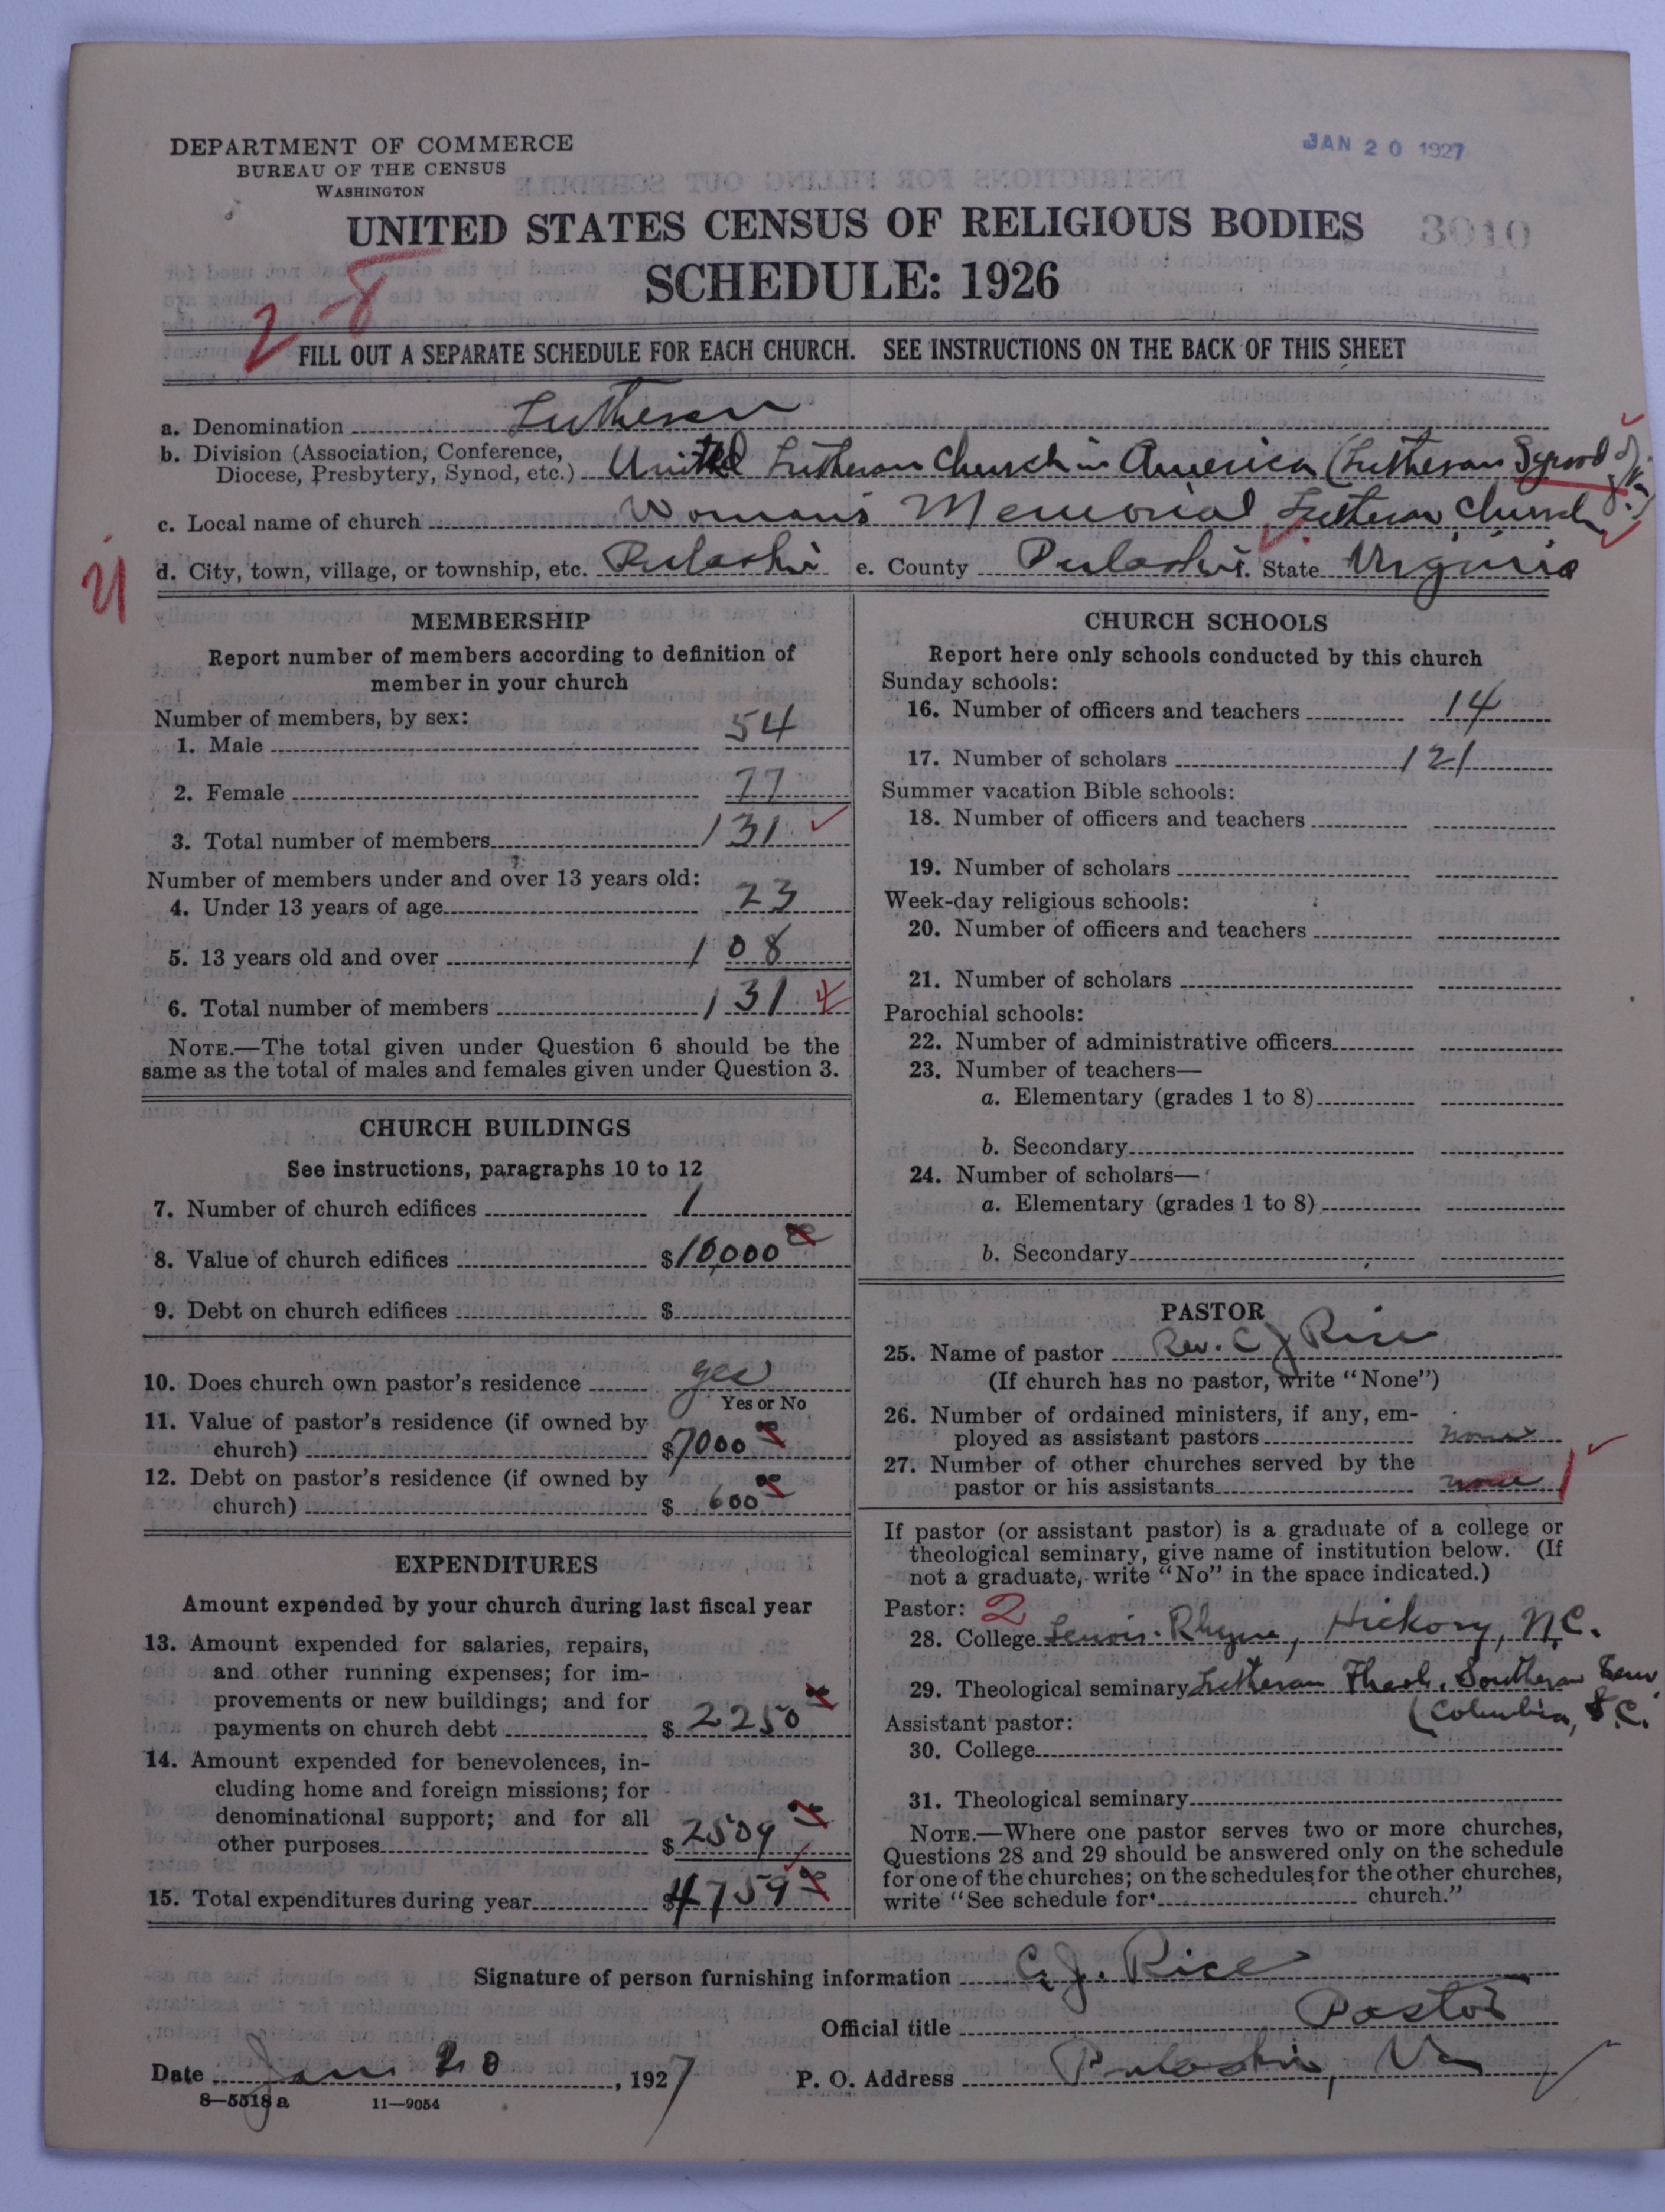 DEPARTMENT OF COMMERCE
BUREAU OF THE CENSUS
WASHINGTON
JAN 20 1927
UNITED STATES CENSUS OF RELIGIOUS BODIES
SCHEDULE: 1926
2 8
FILL OUT A SEPARATE SCHEDULE FOR EACH CHURCH. SEE INSTRUCTIONS ON THE BACK OF THIS SHEET
a. Denomination Lutheran
b. Division (Association, Conference,
Diocese, Presbytery, Synod, etc.) United Lutheran Church in America (Lutheran Synod of Va.)
c. Local name of church Woman's Memorial Lutheran Church
d. City, town, village, or township, etc. Pulaski e. County Pulaski f. State Virginia
MEMBERSHIP
Report number of members according to definition of
member in your church
Number of members, by sex:
1. Male 54
2. Female 77
3. Total number of members 131
Number of members under and over 13 years old:
4. Under 13 years of age 23
5. 13 years old and over 108
6. Total number of members 131
NOTE.—The total given under Question 6 should be the
same as the total of males and females given under Question 3.
CHURCH BUILDINGS
See instructions, paragraphs 10 to 12
7. Number of church edifices 1
8. Value of church edifices $10,000 00
9. Debt on church edifices $
10. Does church own pastor's residence yes
Yes or No
11. Value of pastor's residence (if owned by
church) $7000 00
12. Debt on pastor's residence (if owned by
church) $ 600 00
EXPENDITURES
Amount expended by your church during last fiscal year
13. Amount expended for salaries, repairs,
and other running expenses; for im-
provements or new buildings; and for
payments on church debt $ 2250 00
14. Amount expended for benevolences, in-
cluding home and foreign missions; for
denominational support; and for all
other purposes $ 2509 00
15. Total expenditures during year $4759 00
CHURCH SCHOOLS
Report here only schools conducted by this church
Sunday schools:
16. Number of officers and teachers 14
17. Number of scholars 121
Summer vacation Bible schools:
18. Number of officers and teachers
19. Number of scholars
Week-day religious schools:
20. Number of officers and teachers
21. Number of scholars
Parochial schools:
22. Number of administrative officers
23. Number of teachers—
a. Elementary (grades 1 to 8)
b. Secondary
24. Number of scholars—
a. Elementary (grades 1 to 8)
b. Secondary
PASTOR
25. Name of pastor Rev. C J Rice
(If church has no pastor, write "None")
26. Number of ordained ministers, if any, em-
ployed as assistant pastors none
27. Number of other churches served by the
pastor or his assistants none 1
If pastor (or assistant pastor) is a graduate of a college or
theological seminary, give name of institution below. (If
not a graduate, write "No" in the space indicated.)
Pastor: 2
28. College Lenoir-Rhyne, Hickory, N.C.
29. Theological seminary Lutheran Theol. Southern Sem.
(Columbia, S.C.
Assistant pastor:
30. College
31. Theological seminary
NOTE.—Where one pastor serves two or more churches,
Questions 28 and 29 should be answered only on the schedule
for one of the churches; on the schedules for the other churches,
write "See schedule for church."
Signature of person furnishing information C. J. Rice
Official title Pastor
Date Jan 20, 1927 P. O. Address Pulaski, Va
8—5518 a 11—9054